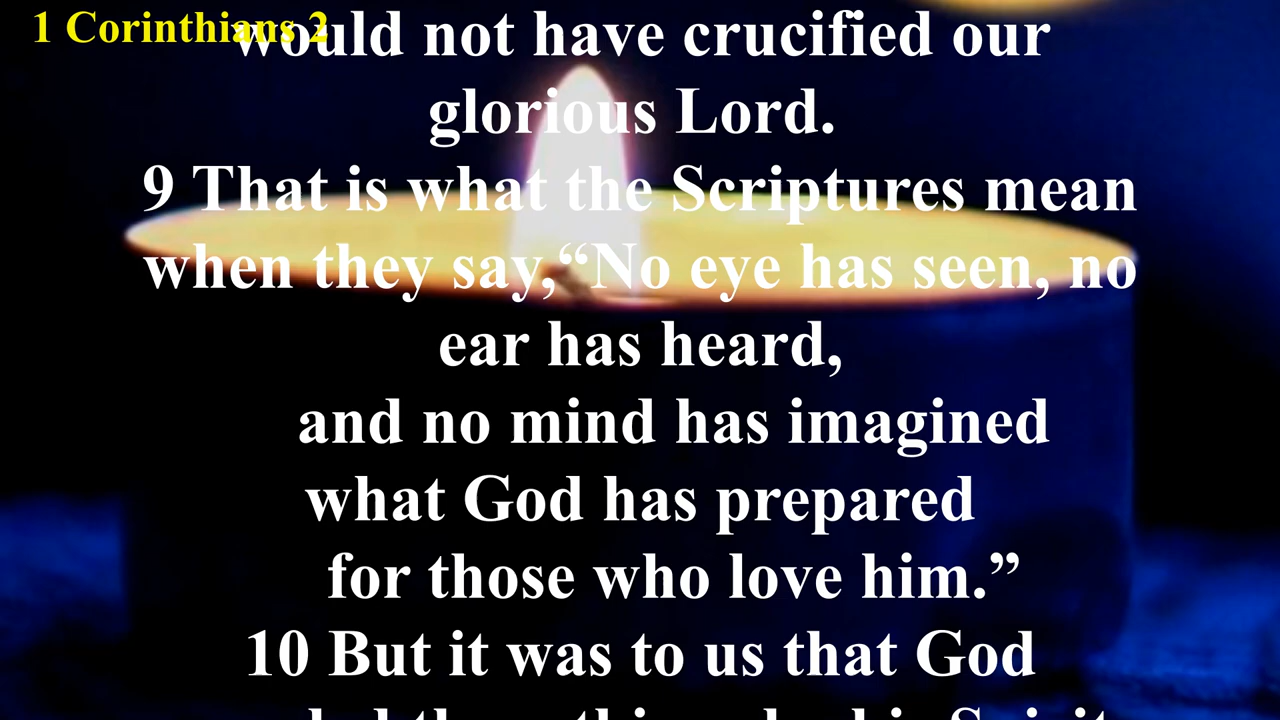 1 Corinthians 2
would not have crucified our
glorious Lord.
9 That is what the Scriptures mean
when they say,“No eye has seen, no
ear has heard,
and no mind has imagined
what God has prepared
for those who love him.”
10 But it was to us that God